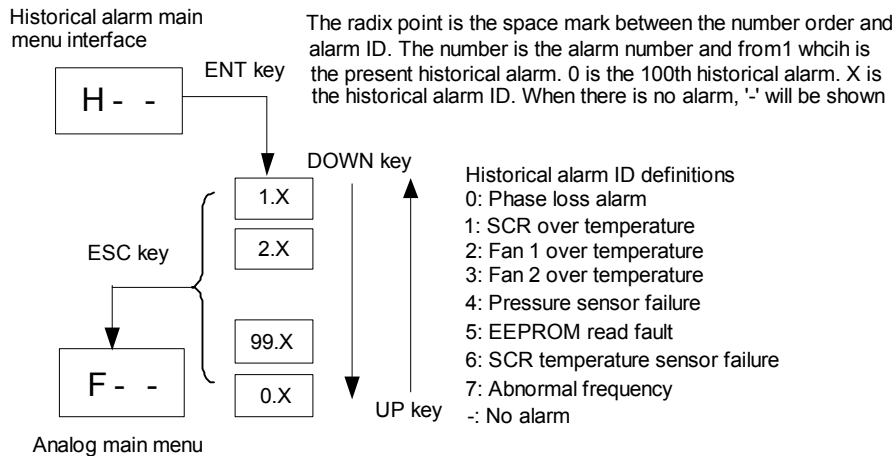 Historical alarm main
menu interface
The radix point is the space mark between the number order and
alarm ID. The number is the alarm number and from1 whcih is
the present historical alarm. 0 is the 100th historical alarm. X is
the historical alarm ID. When there is no alarm, '-' will be shown
ENT key
H - -
DOWN key
1.X
2.X
ESC key
99.X
0.X
F - -
UP key
Analog main menu
Historical alarm ID definitions
0: Phase loss alarm
1: SCR over temperature
2: Fan 1 over temperature
3: Fan 2 over temperature
4: Pressure sensor failure
5: EEPROM read fault
6: SCR temperature sensor failure
7: Abnormal frequency
-: No alarm